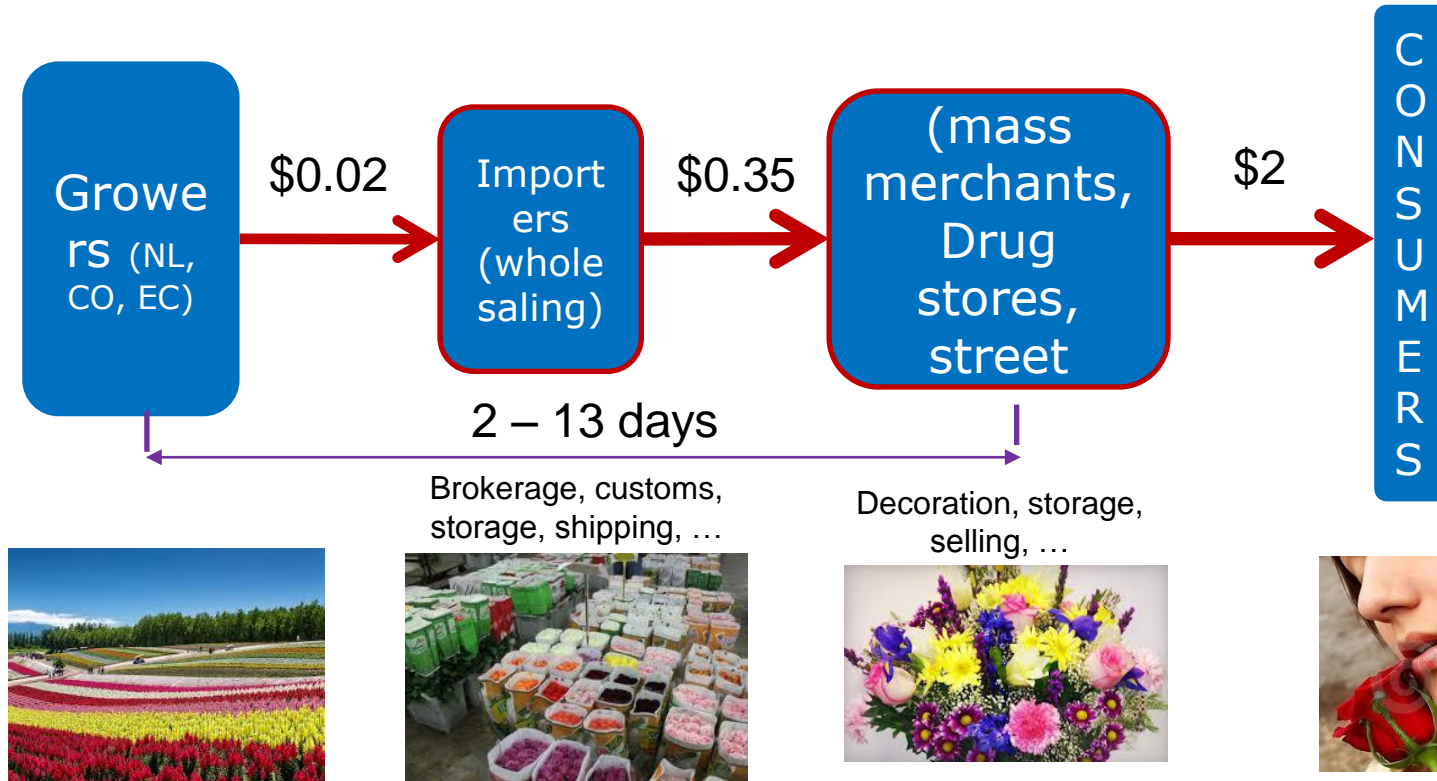 Growe
rs (NL,
CO, EC)
$0.02
Import
ers
(whole
saling)
$0.35
(mass
merchants,
Drug
stores,
street
$2
C
O
N
S
U
M
E
R
S
2 – 13 days
Brokerage, customs,
storage, shipping, …
Decoration, storage,
selling, …